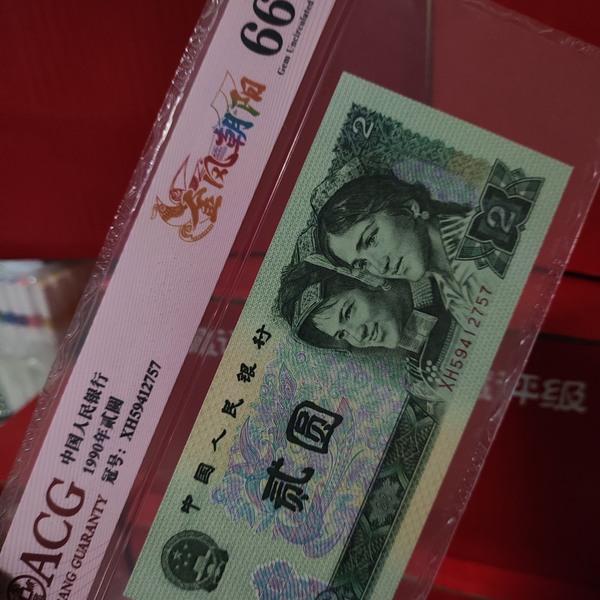 ACG
ANG GUARANTY
中国人民银行
1990年贰圆
冠号: XH59412757
金凤朝阳
66
Gem Uncirculated
中国人民银行
贰圆
2
2
XH59412757